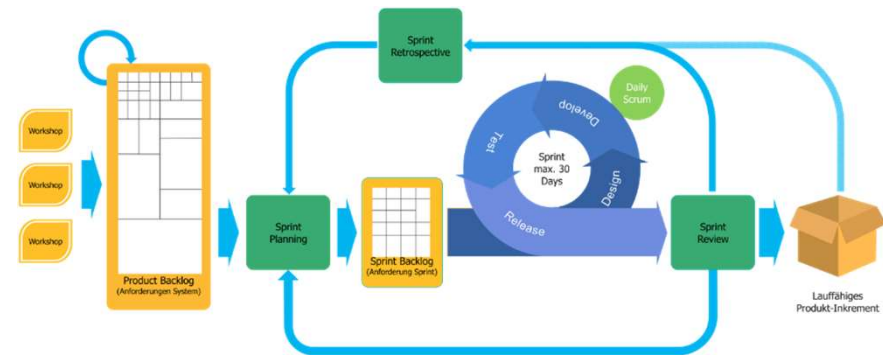 Workshop
Workshop
Workshop
Product Backlog
(Anforderungen System)
Sprint
Planning
Sprint Backlog
(Anforderung Sprint)
Sprint
Retrospective
Daily
Scrum
Develop
Test
Sprint
max. 30
Days
Design
Release
Sprint
Review
Lauffähiges
Produkt-Inkrement